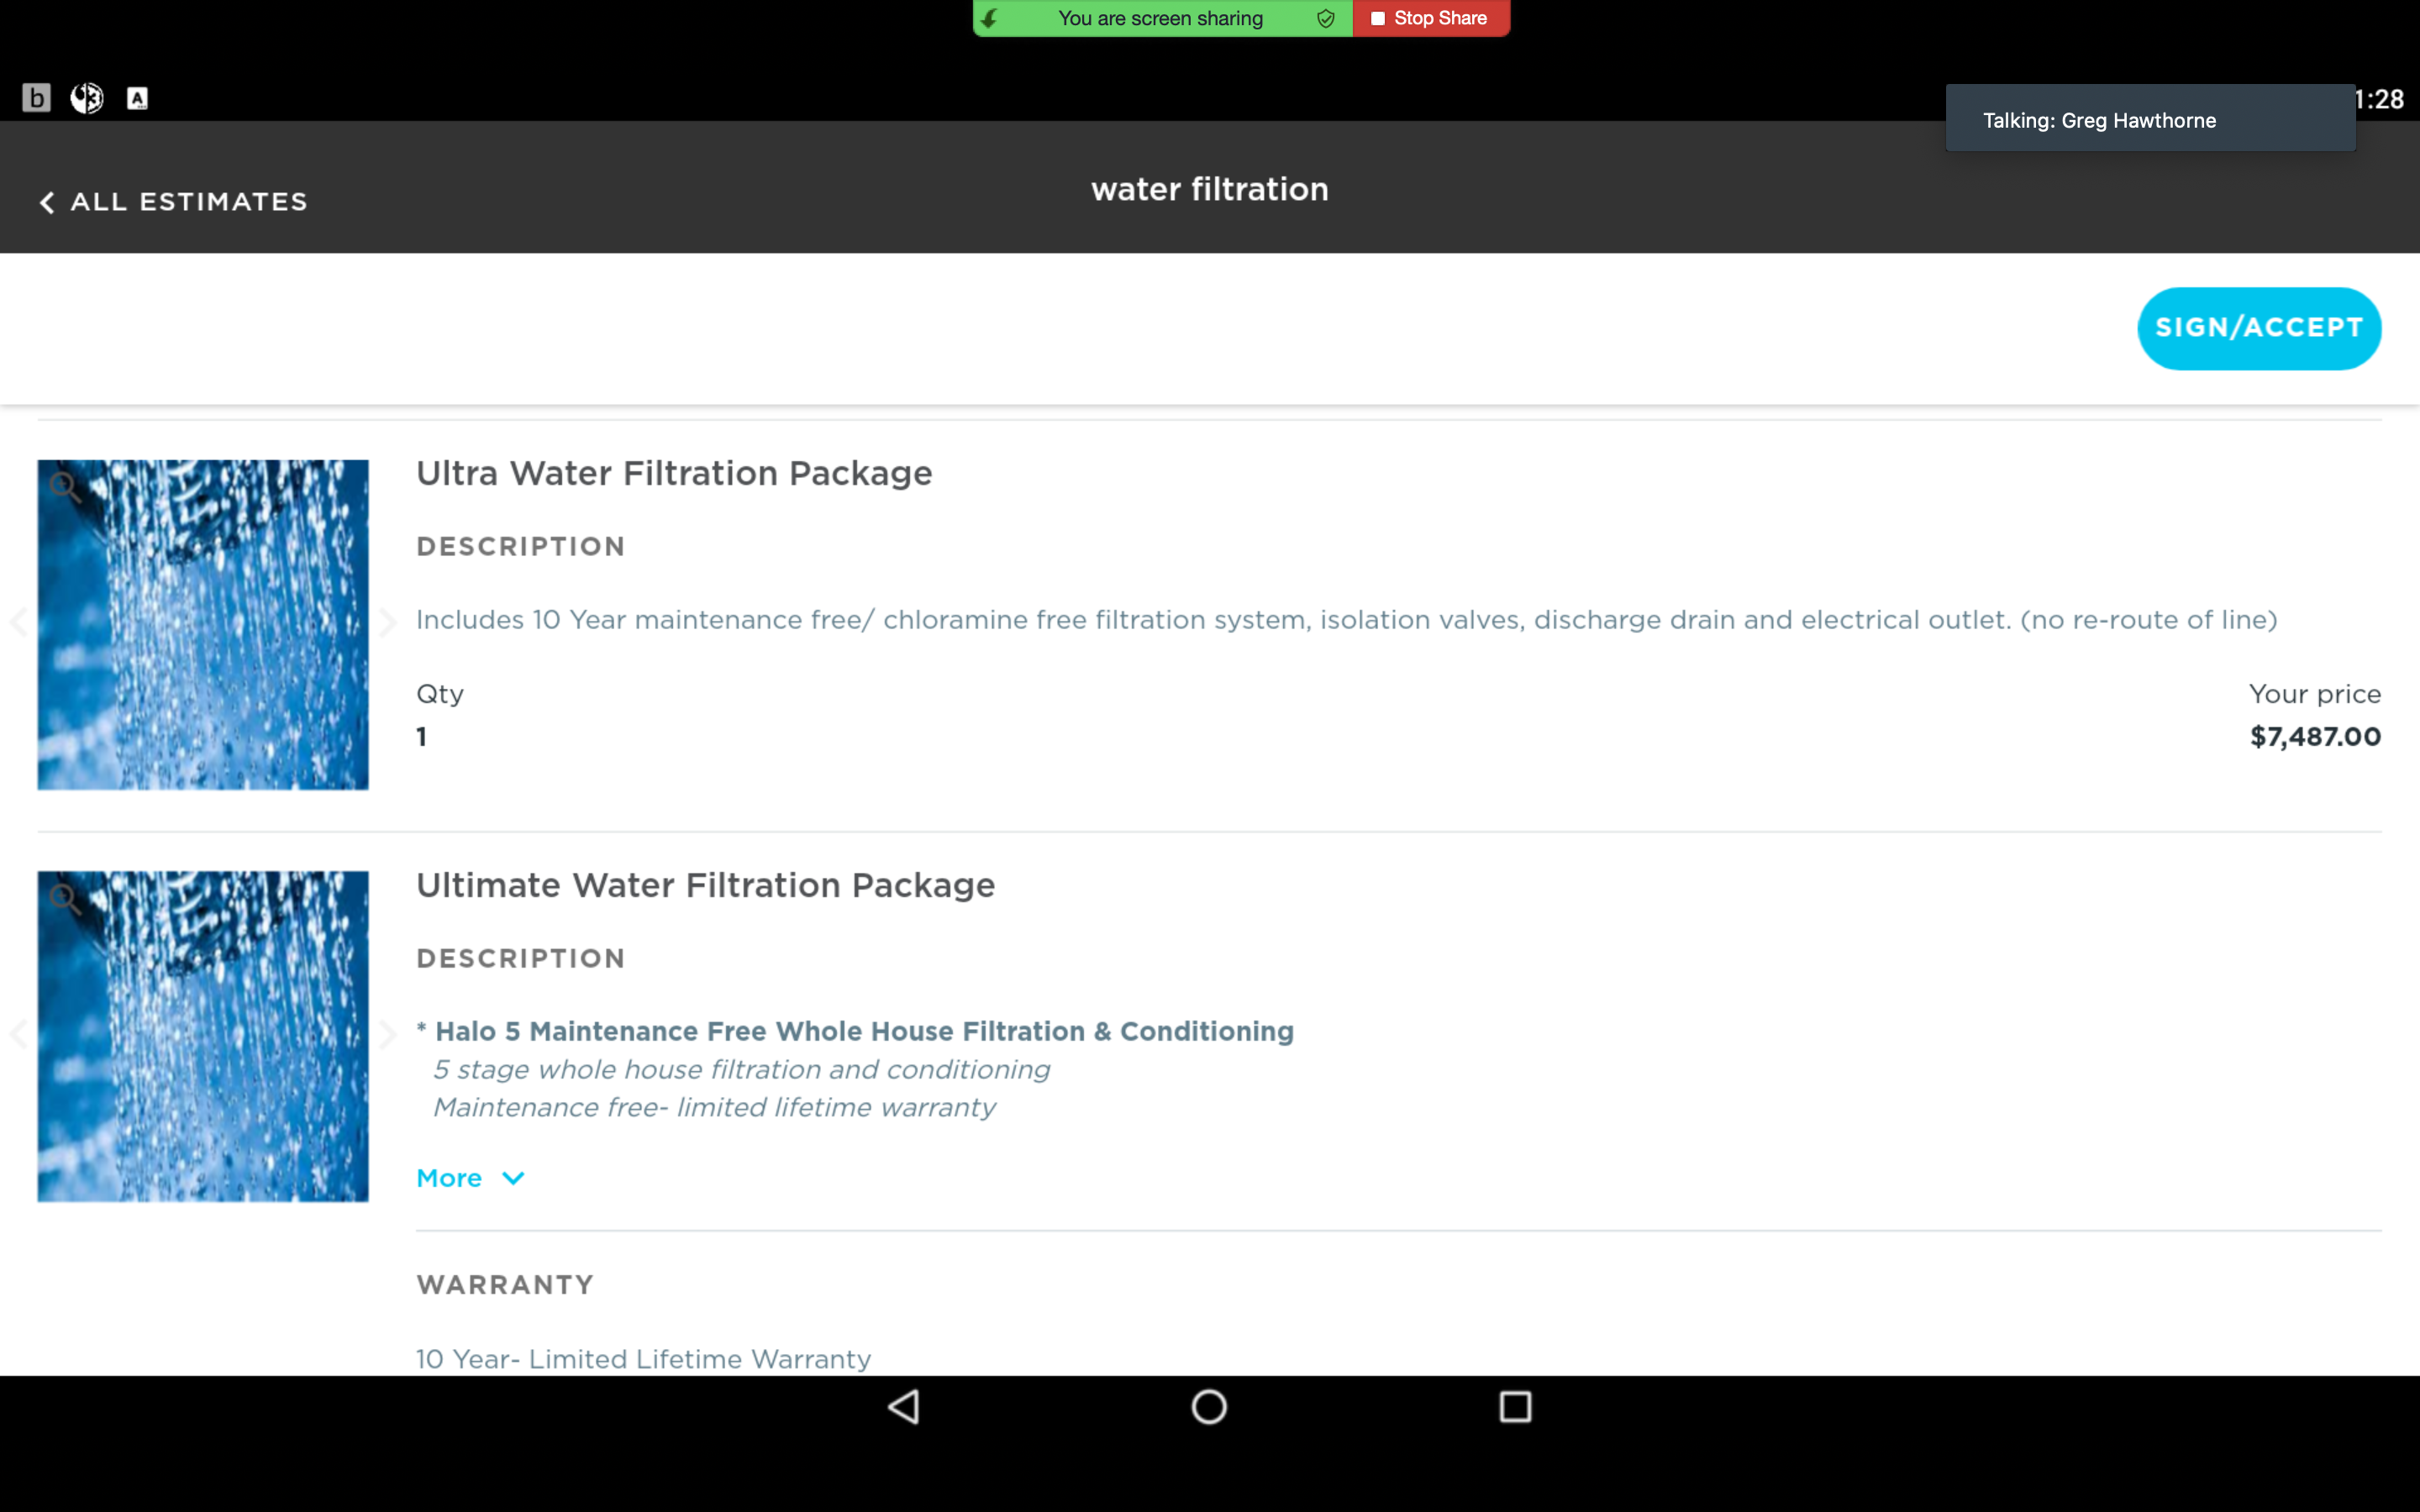 You are screen sharing
Stop Share
b
A
1:28
Talking: Greg Hawthorne
ALL ESTIMATES
water filtration
SIGN/ACCEPT
Ultra Water Filtration Package
DESCRIPTION
Includes 10 Year maintenance free/ chloramine free filtration system, isolation valves, discharge drain and electrical outlet. (no re-route of line)
Qty
Your price
1
$7,487.00
Ultimate Water Filtration Package
DESCRIPTION
* Halo 5 Maintenance Free Whole House Filtration & Conditioning
5 stage whole house filtration and conditioning
Maintenance free- limited lifetime warranty
More
WARRANTY
10 Year- Limited Lifetime Warranty